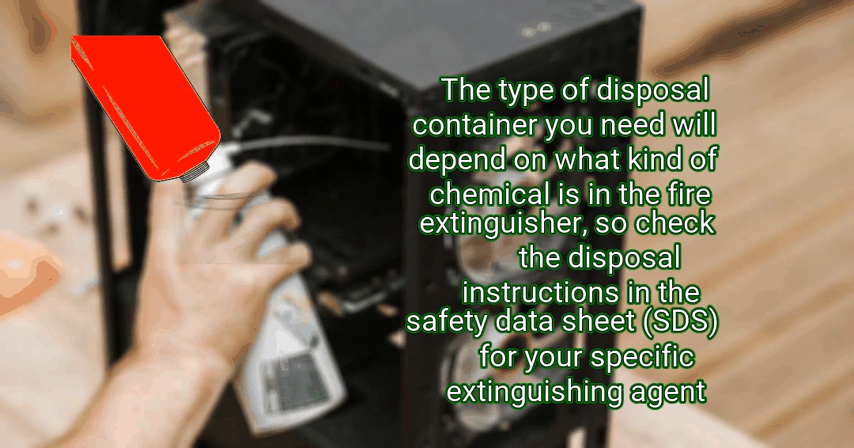 The type of disposal
container you need will
depend on what kind of
chemical is in the fire
extinguisher, so check
the disposal
instructions in the
safety data sheet (SDS)
for your specific
extinguishing agent